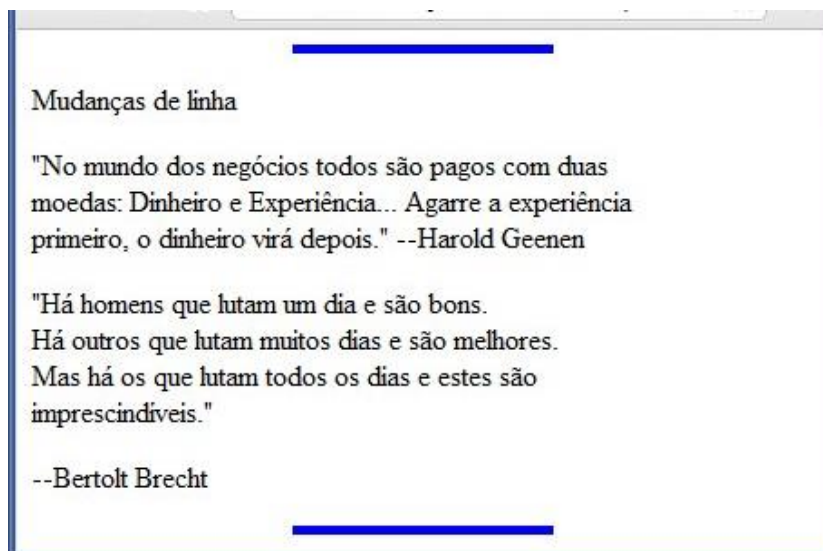 Mudanças de linha
"No mundo dos negócios todos são pagos com duas
moedas: Dinheiro e Experiência... Agarre a experiência
primeiro, o dinheiro virá depois." --Harold Geenen
"Há homens que lutam um dia e são bons.
Há outros que lutam muitos dias e são melhores.
Mas há os que lutam todos os dias e estes são
imprescindíveis."
--Bertolt Brecht